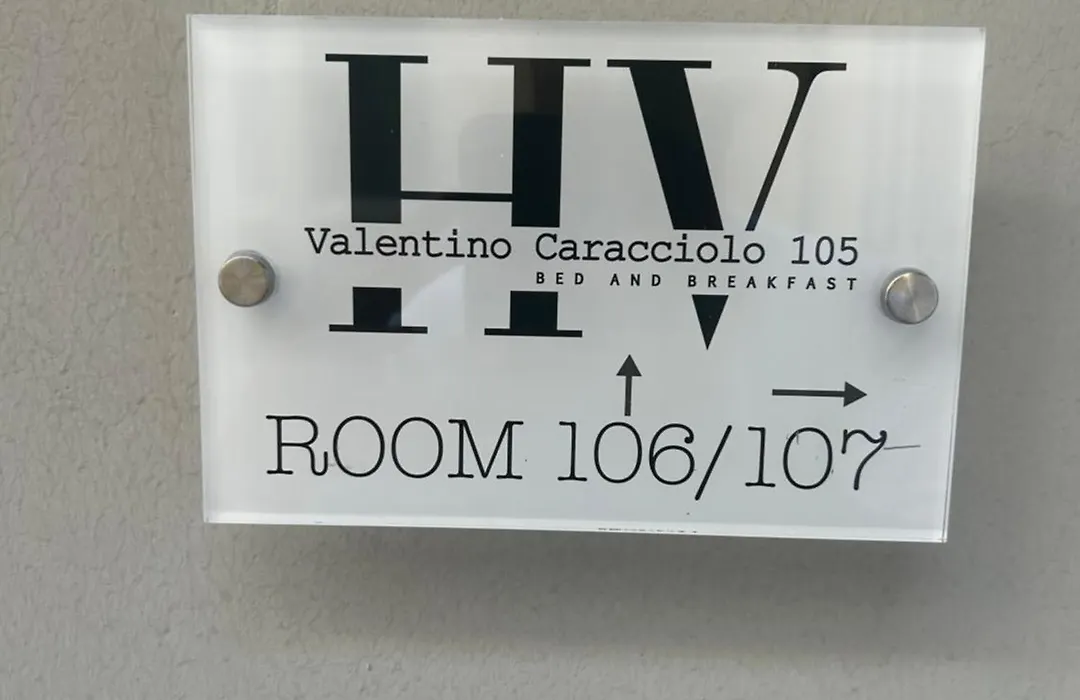 HV
Valentino Caracciolo 105
BED AND BREAKFAST
ROOM 106/107